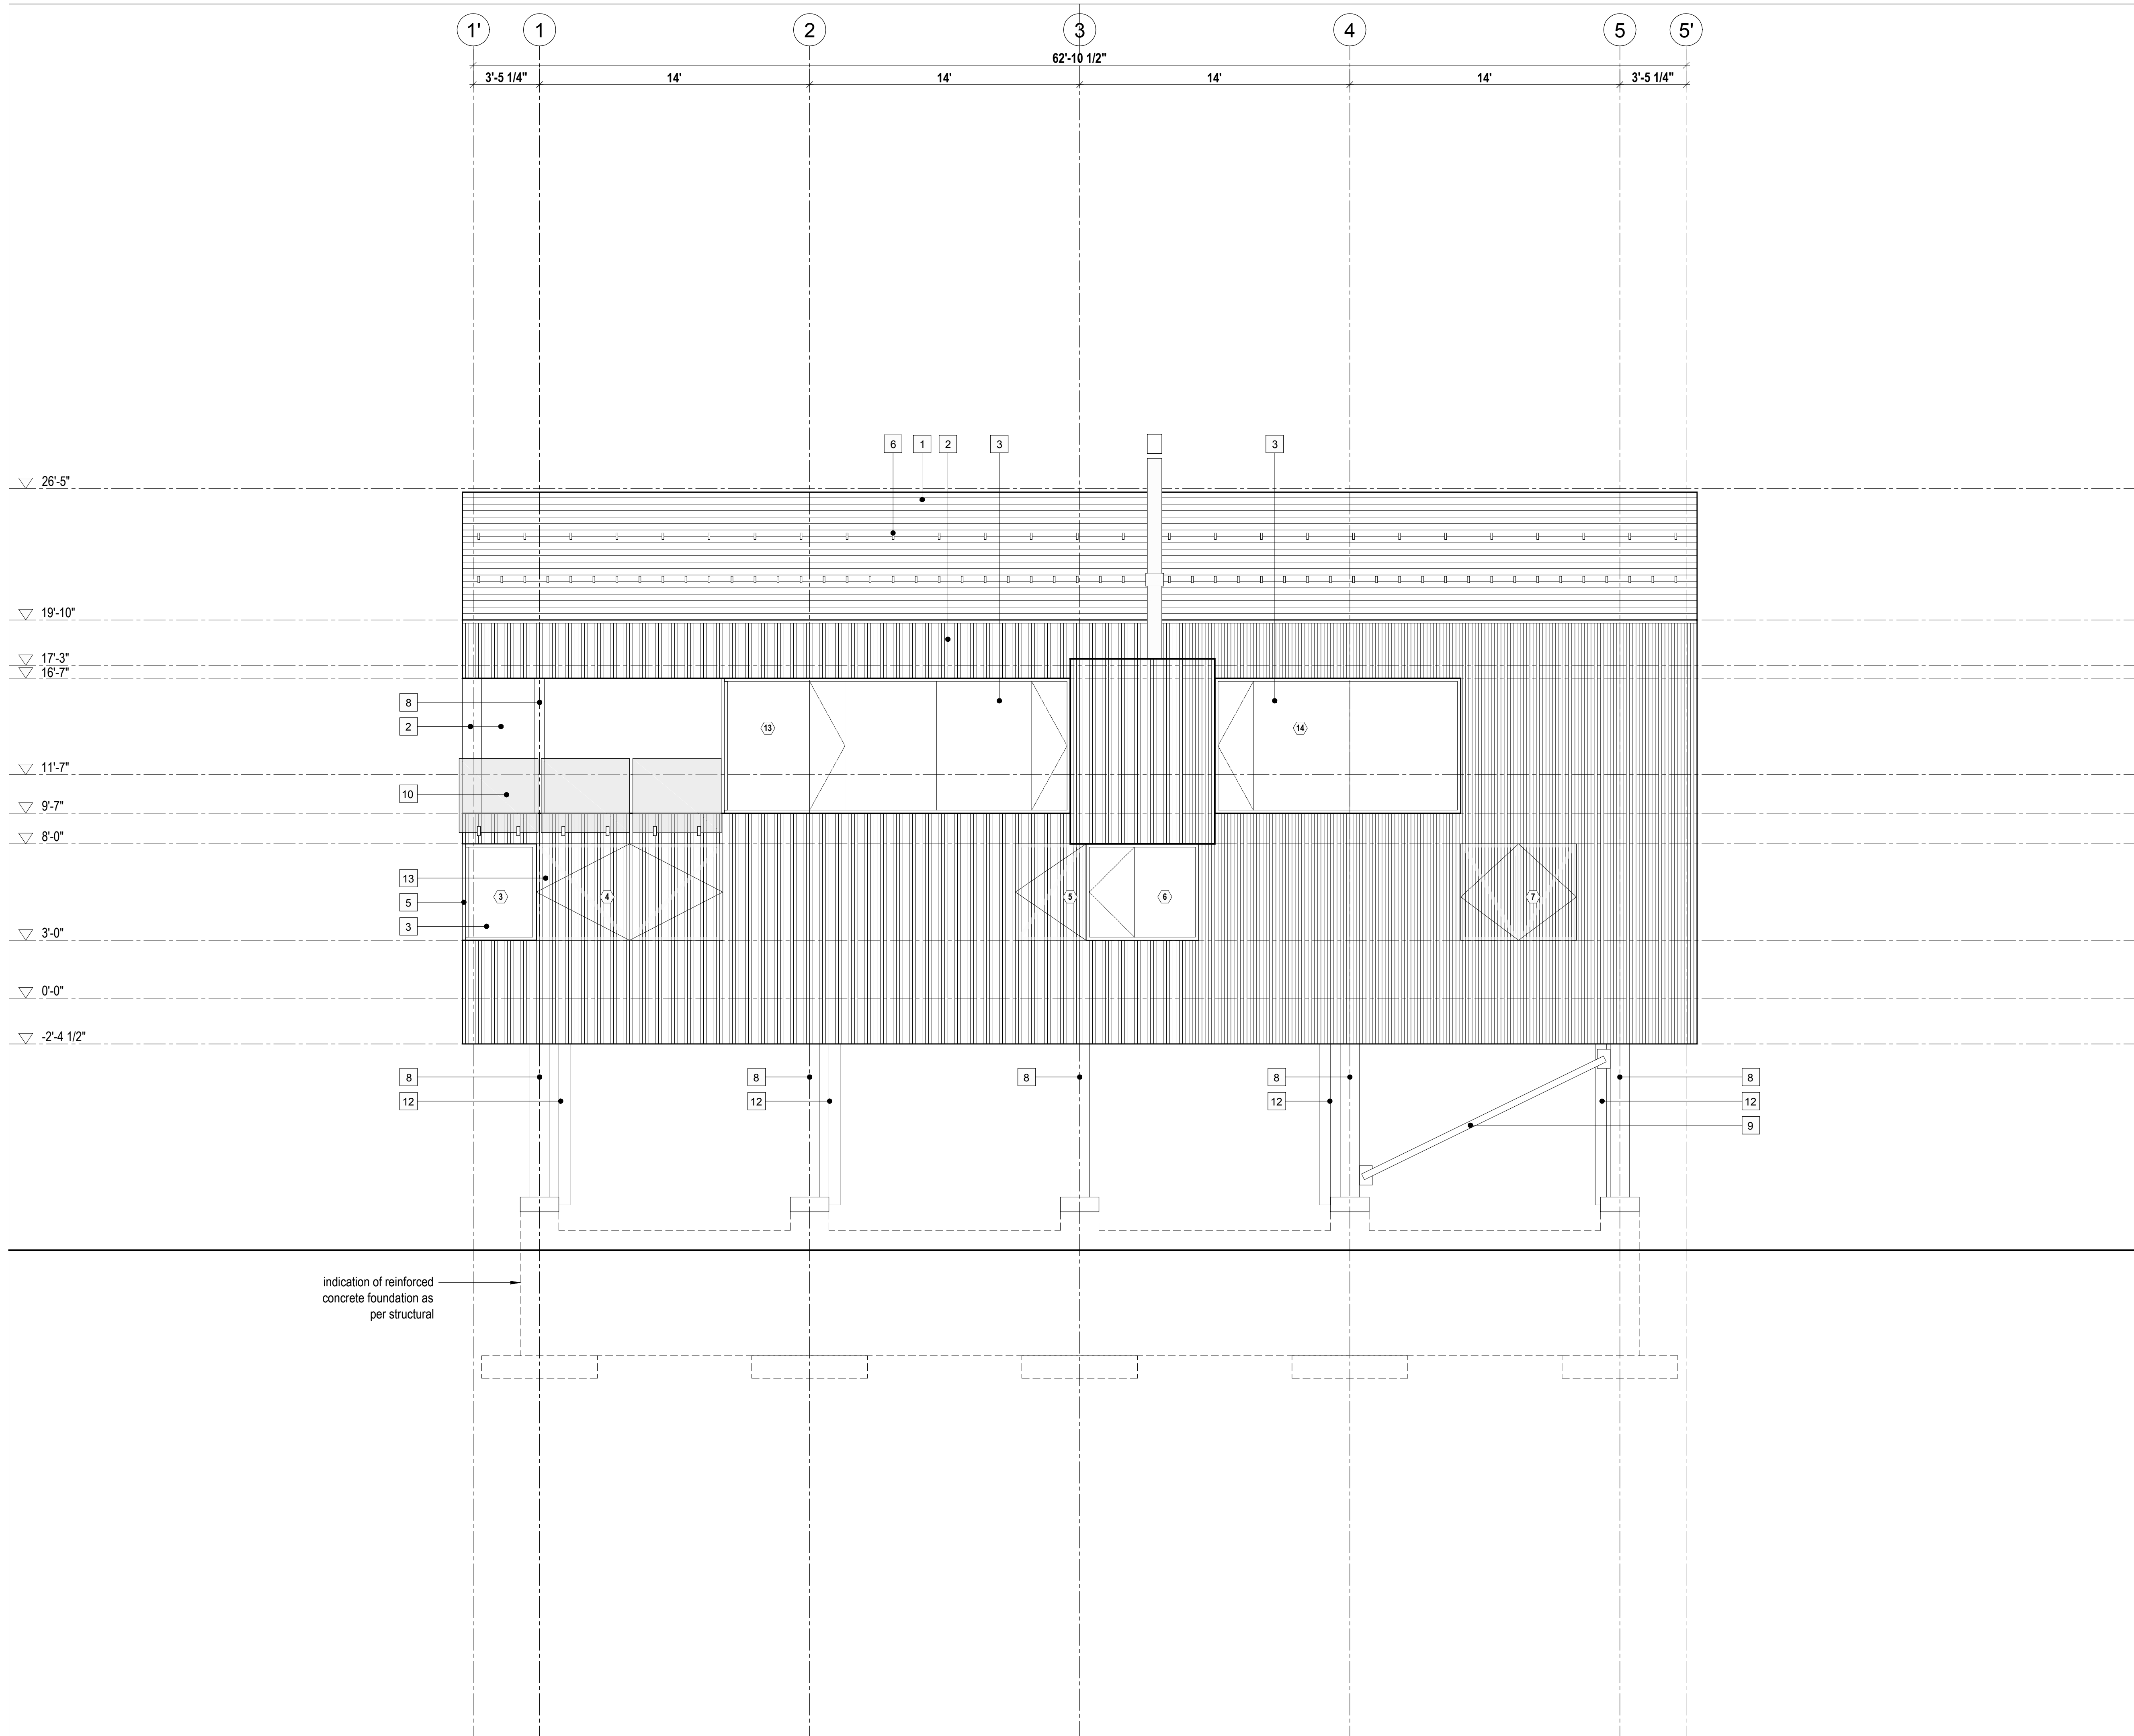 1' 1 2 3 4 5 5'
62'-10 1/2"
3'-5 1/4" 14' 14' 14' 14' 3'-5 1/4"
6 1 2 3 3
26'-5"
19'-10"
17'-3"
16'-7"
8
2
13 14
11'-7"
10
9'-7"
8'-0"
13
3 4 5 6 7
5
3
3'-0"
0'-0"
-2'-4 1/2"
8 8 8 8 8
12 12 12 12
9
indication of reinforced
concrete foundation as
per structural